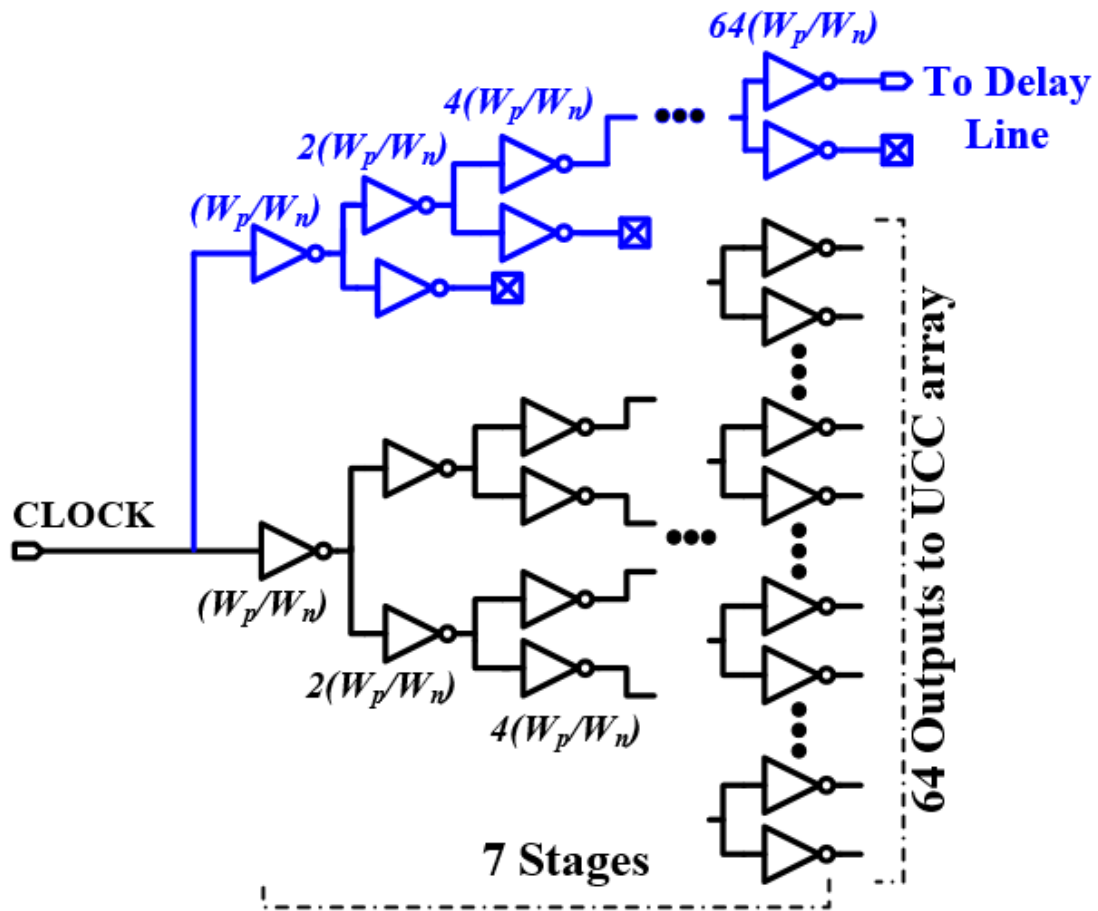 64(Wp/Wn)
To Delay
Line
4(Wp/Wn)
2(Wp/Wn)
(Wp/Wn)
CLOCK
(Wp/Wn)
2(Wp/Wn)
4(Wp/Wn)
7 Stages
64 Outputs to UCC array